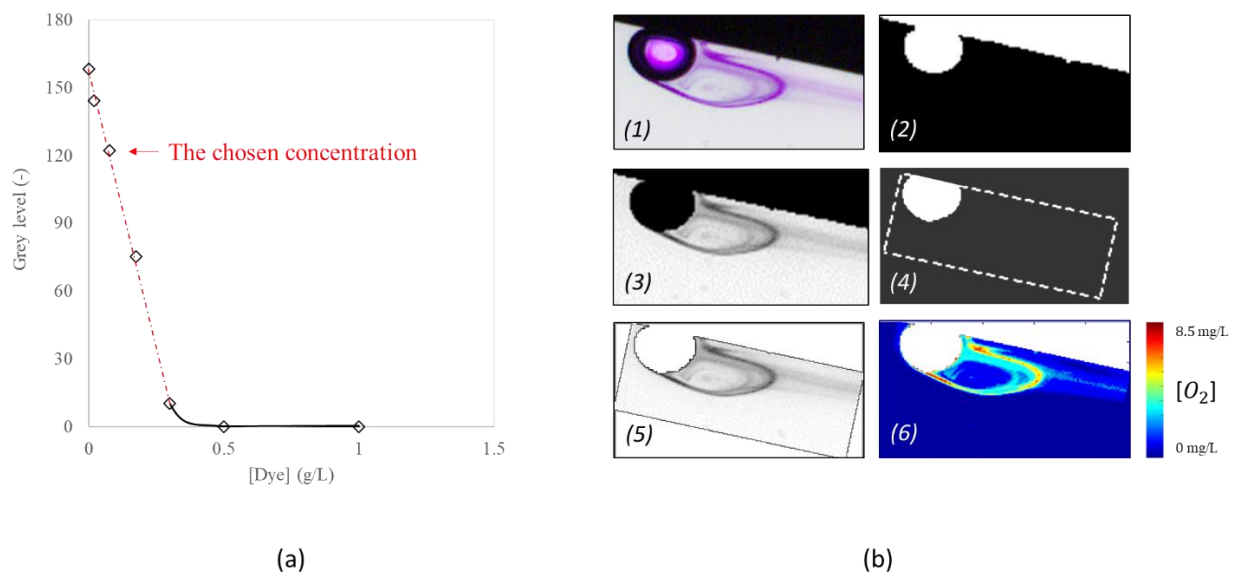 180
150
120
90
60
30
0
0
0.5
1
1.5
Grey level (-)
[Dye] (g/L)
The chosen concentration
(a)
(1)
(2)
(3)
(4)
(5)
(6)
8.5 mg/L
[O₂]
0 mg/L
(b)